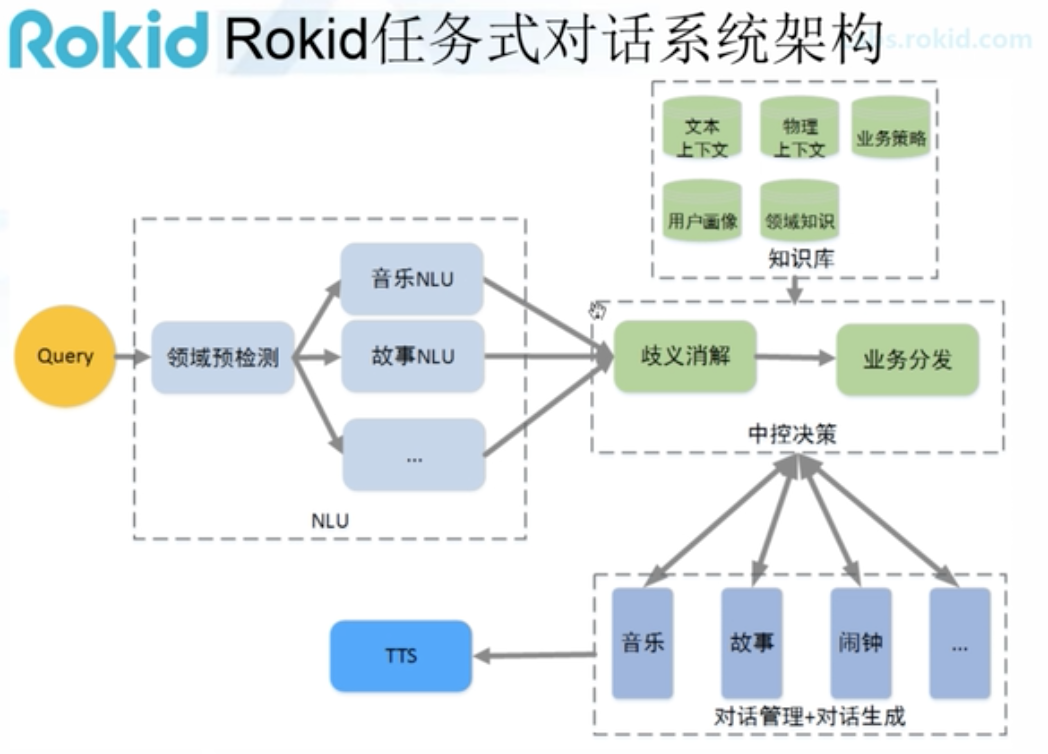 Rokid Rokid任务式对话系统架构
文本
上下文
物理
上下文
业务策略
用户画像
领域知识
知识库
Query
领域预检测
音乐NLU
故事NLU
...
NLU
歧义消解
业务分发
中控决策
音乐
故事
闹钟
...
对话管理+对话生成
TTS